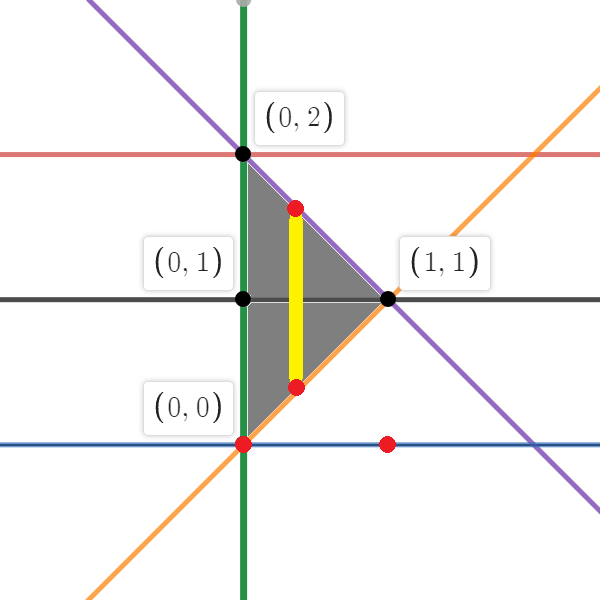 (0, 2)
(0, 1)
(1, 1)
(0, 0)